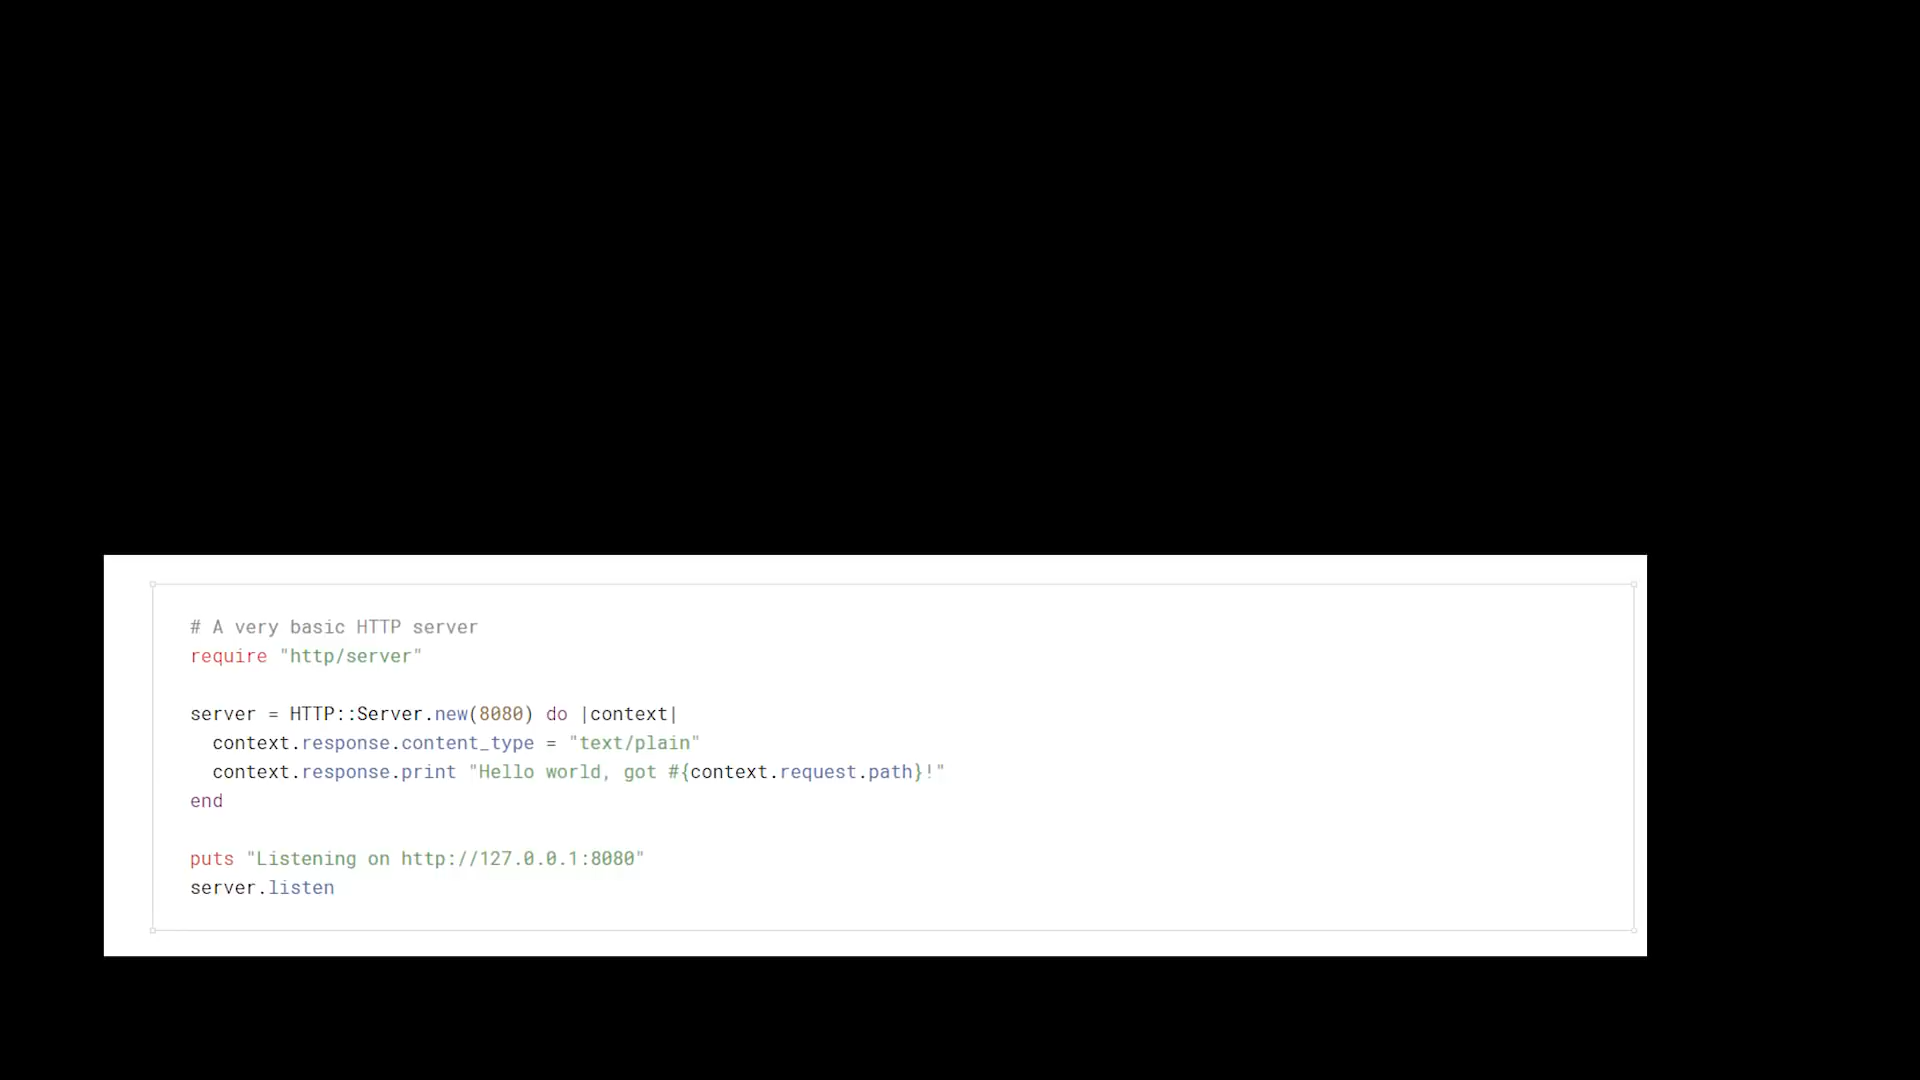 # A very basic HTTP server
require "http/server"

server = HTTP::Server.new(8080) do |context|
  context.response.content_type = "text/plain"
  context.response.print "Hello world, got #{context.request.path}!"
end

puts "Listening on http://127.0.0.1:8080"
server.listen